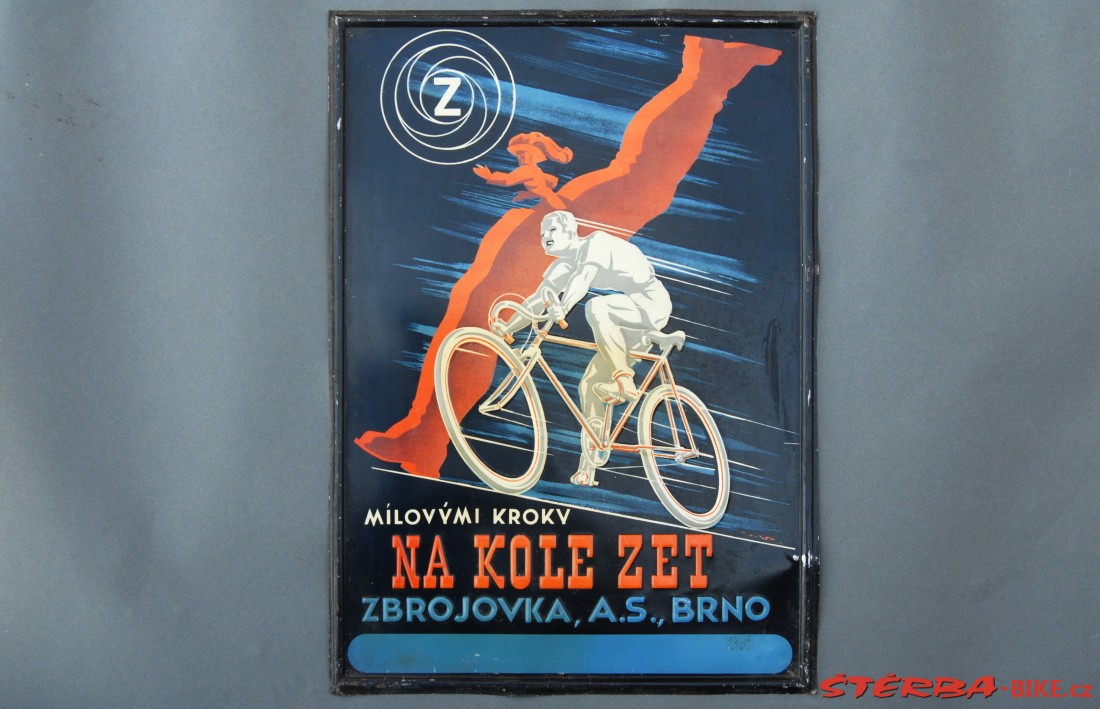 Z
MÍLOVÝMI KROKY
NA KOLE ZET
ZBROJOVKA, A.S., BRNO
ŠTĚRBA-BIKE.cz